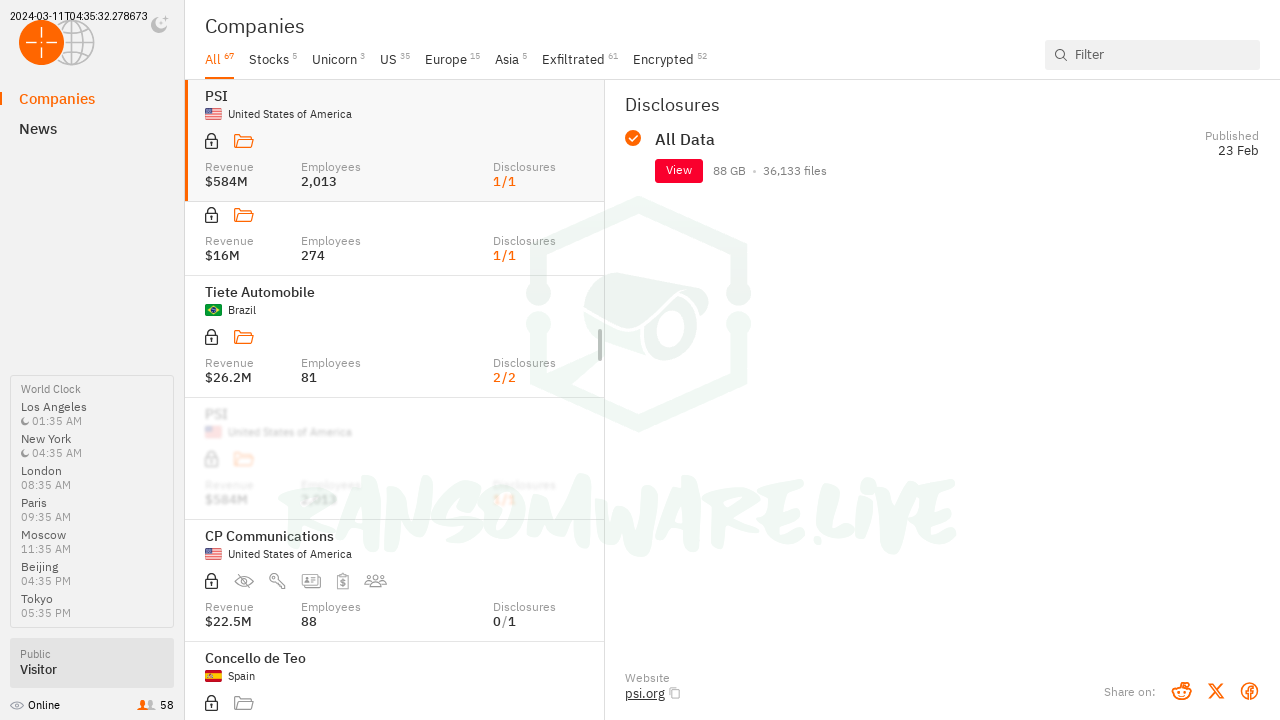 2024-03-11T04:35:32.278673
Companies
News
World Clock
Los Angeles
01:35 AM
New York
04:35 AM
London
08:35 AM
Paris
09:35 AM
Moscow
11:35 AM
Beijing
04:35 PM
Tokyo
05:35 PM
Public
Visitor
Online 58
Companies
All 67 Stocks 5 Unicorn 3 US 35 Europe 15 Asia 5 Exfiltrated 61 Encrypted 52
Filter
PSI
United States of America
Revenue Employees Disclosures
$584M 2,013 1/1
Revenue Employees Disclosures
$16M 274 1/1
Tiete Automobile
Brazil
Revenue Employees Disclosures
$26.2M 81 2/2
PSI
United States of America
Revenue Employees Disclosures
$584M 2,013 1/1
CP Communications
United States of America
Revenue Employees Disclosures
$22.5M 88 0/1
Concello de Teo
Spain
Disclosures
All Data
Published
23 Feb
View 88 GB • 36,133 files
RANSOMWARE.LIVE
Website
psi.org
Share on: